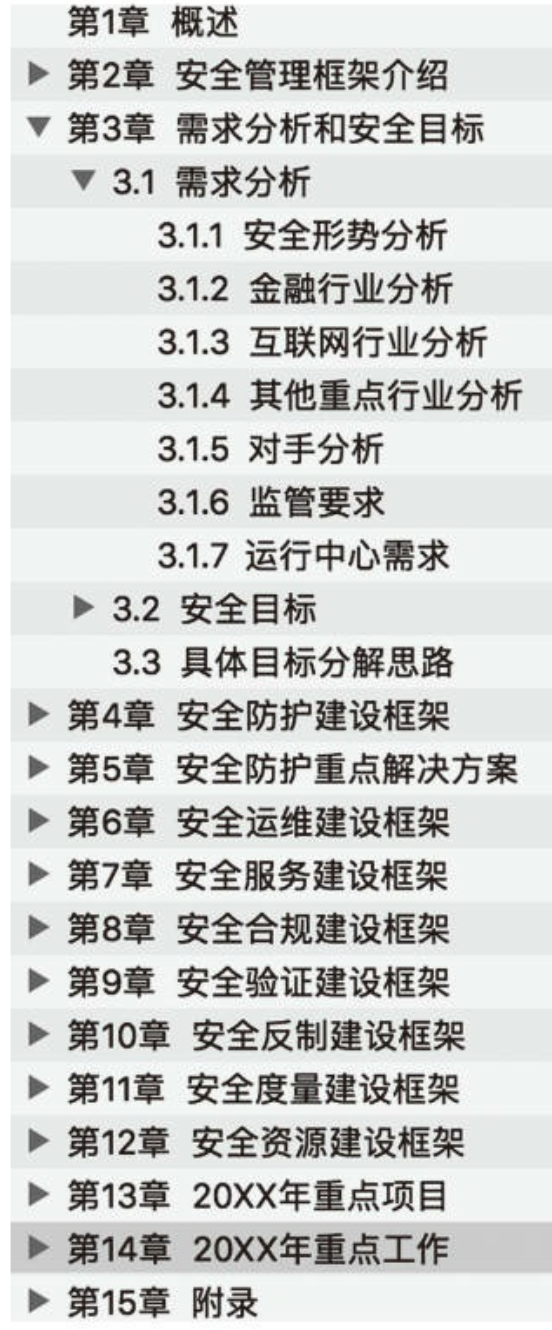 第1章 概述
第2章 安全管理框架介绍
第3章 需求分析和安全目标
3.1 需求分析
3.1.1 安全形势分析
3.1.2 金融行业分析
3.1.3 互联网行业分析
3.1.4 其他重点行业分析
3.1.5 对手分析
3.1.6 监管要求
3.1.7 运行中心需求
3.2 安全目标
3.3 具体目标分解思路
第4章 安全防护建设框架
第5章 安全防护重点解决方案
第6章 安全运维建设框架
第7章 安全服务建设框架
第8章 安全合规建设框架
第9章 安全验证建设框架
第10章 安全反制建设框架
第11章 安全度量建设框架
第12章 安全资源建设框架
第13章 20XX年重点项目
第14章 20XX年重点工作
第15章 附录